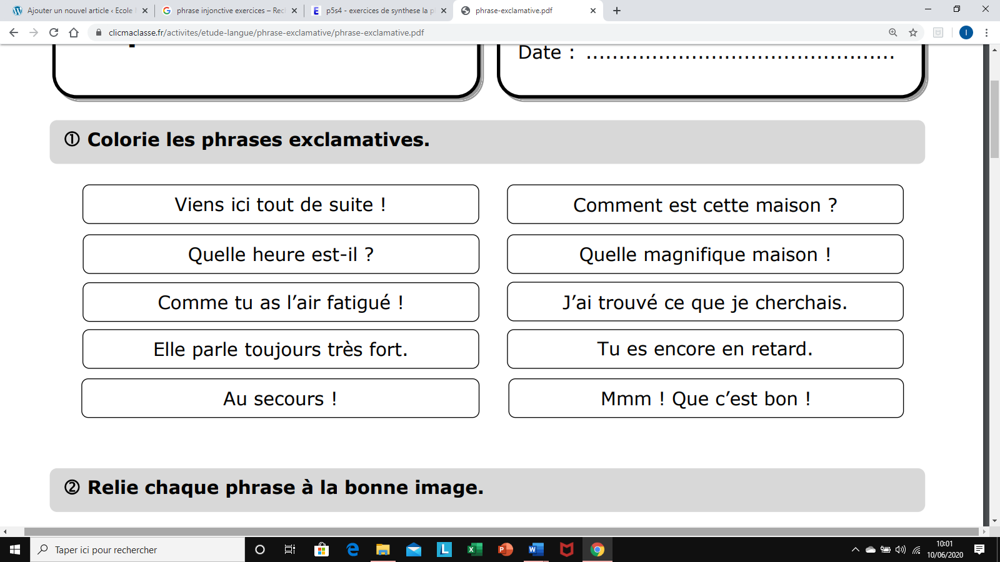 Ajouter un nouvel article ‹ Ecole
phrase injonctive exercices – Rec
p5s4 - exercices de synthese la p
phrase-exclamative.pdf
clicmaclasse.fr/activites/etude-langue/phrase-exclamative/phrase-exclamative.pdf
I
Date : ................................................
① Colorie les phrases exclamatives.
Viens ici tout de suite !
Comment est cette maison ?
Quelle heure est-il ?
Quelle magnifique maison !
Comme tu as l’air fatigué !
J’ai trouvé ce que je cherchais.
Elle parle toujours très fort.
Tu es encore en retard.
Au secours !
Mmm ! Que c’est bon !
② Relie chaque phrase à la bonne image.
Taper ici pour rechercher
10:01
10/06/2020